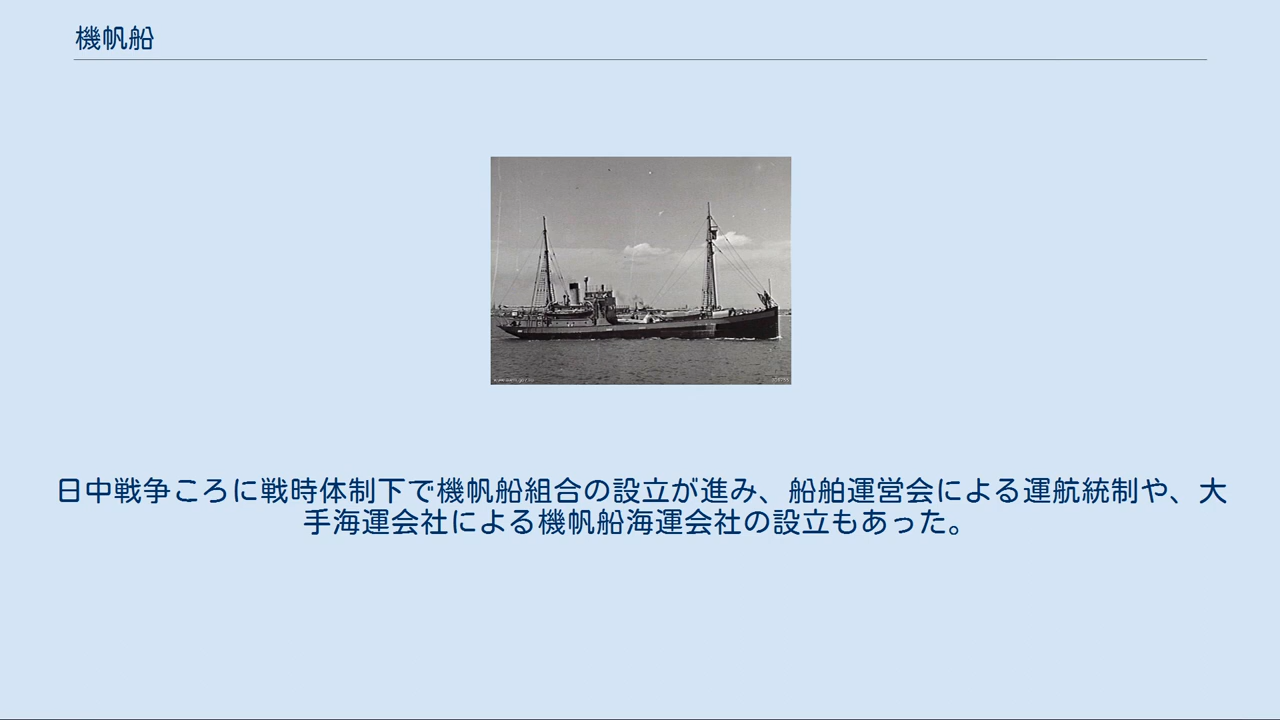 機帆船
日中戦争ころに戦時体制下で機帆船組合の設立が進み、船舶運営会による運航統制や、大
手海運会社による機帆船海運会社の設立もあった。